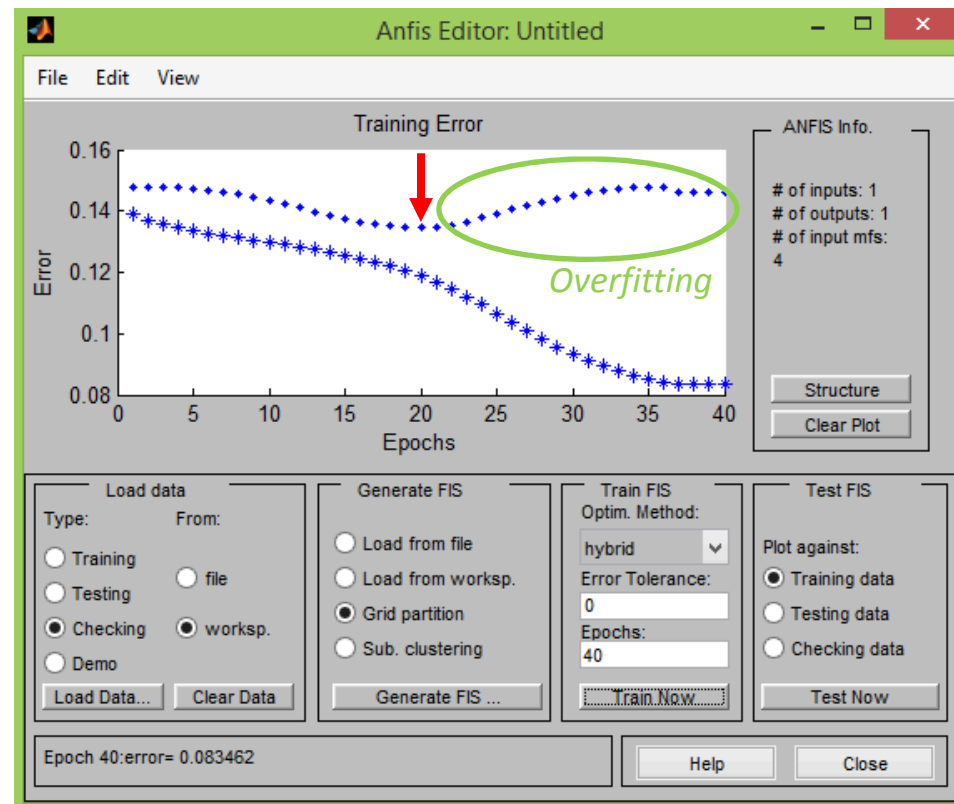 Anfis Editor: Untitled
File Edit View
Training Error
0.16
0.14
0.12
0.1
0.08
Error
0 5 10 15 20 25 30 35 40
Epochs
Overfitting
ANFIS Info.
# of inputs: 1
# of outputs: 1
# of input mfs:
4
Structure
Clear Plot
Load data
Type: From:
Training
Testing
Checking
Demo
file
worksp.
Load Data... Clear Data
Generate FIS
Load from file
Load from worksp.
Grid partition
Sub. clustering
Generate FIS ...
Train FIS
Optim. Method:
hybrid
Error Tolerance:
0
Epochs:
40
Train Now
Test FIS
Plot against:
Training data
Testing data
Checking data
Test Now
Epoch 40:error= 0.083462
Help Close